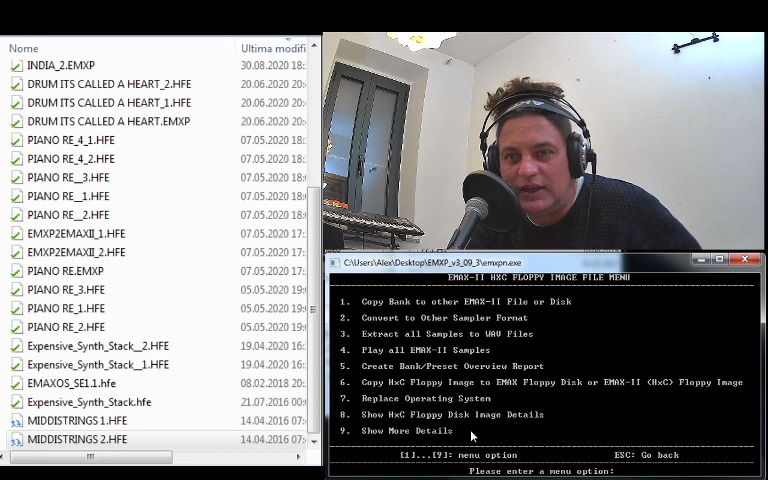 Nome
Ultima modifi
INDIA_2.EMXP 30.08.2020 18:
DRUM ITS CALLED A HEART_2.HFE 20.06.2020 20:
DRUM ITS CALLED A HEART_1.HFE 20.06.2020 20:
DRUM ITS CALLED A HEART.EMXP 20.06.2020 20:
PIANO RE_4_1.HFE 07.05.2020 18:
PIANO RE_4_2.HFE 07.05.2020 18:
PIANO RE__3.HFE 07.05.2020 18:
PIANO RE__1.HFE 07.05.2020 18:
PIANO RE__2.HFE 07.05.2020 18:
EMXP2EMAXII_1.HFE 07.05.2020 18:
EMXP2EMAXII_2.HFE 07.05.2020 18:
PIANO RE.EMXP 07.05.2020 18:
PIANO RE_3.HFE 05.05.2020 19:
PIANO RE_1.HFE 05.05.2020 19:
PIANO RE_2.HFE 05.05.2020 19:
Expensive_Synth_Stack__2.HFE 19.04.2020 16:
Expensive_Synth_Stack__1.HFE 19.04.2020 16:
EMAXOS_SE1.1.hfe 08.02.2018 20:
Expensive_Synth_Stack.hfe 21.07.2016 00:
MIDDISTRINGS 1.HFE 14.04.2016 07:
MIDDISTRINGS 2.HFE 14.04.2016 07:
C:\Users\Alex\Desktop\EMXP_v3_09_3\emxpn.exe
EMAX-II HXC FLOPPY IMAGE FILE MENU
1. Copy Bank to other EMAX-II File or Disk
2. Convert to Other Sampler Format
3. Extract all Samples to WAV Files
4. Play all EMAX-II Samples
5. Create Bank/Preset Overview Report
6. Copy HxC Floppy Image to EMAX Floppy Disk or EMAX-II (HxC) Floppy Image
7. Replace Operating System
8. Show HxC Floppy Disk Image Details
9. Show More Details
[1]...[9]: menu option ESC: Go back
Please enter a menu option: